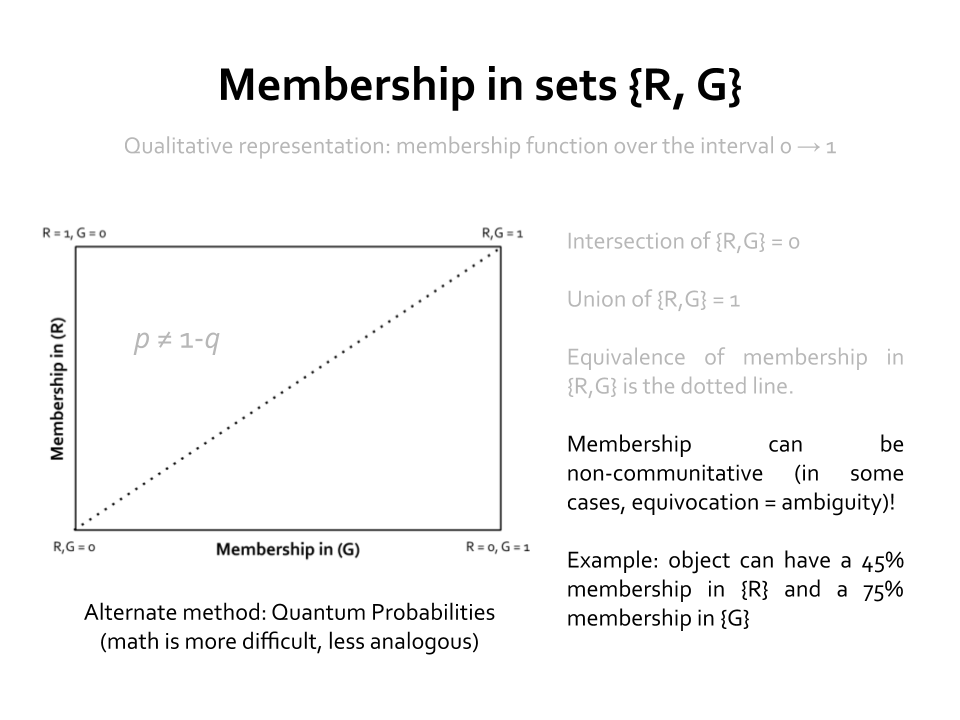 Membership in sets {R, G}
Qualitative representation: membership function over the interval 0 → 1
R = 1, G = 0
R,G = 1
p ≠ 1-q
Membership in (R)
R,G = 0
Membership in (G)
R = 0, G = 1
Alternate method: Quantum Probabilities
(math is more difficult, less analogous)
Intersection of {R,G} = 0
Union of {R,G} = 1
Equivalence of membership in
{R,G} is the dotted line.
Membership can be
non-communitative (in some
cases, equivocation = ambiguity)!
Example: object can have a 45%
membership in {R} and a 75%
membership in {G}